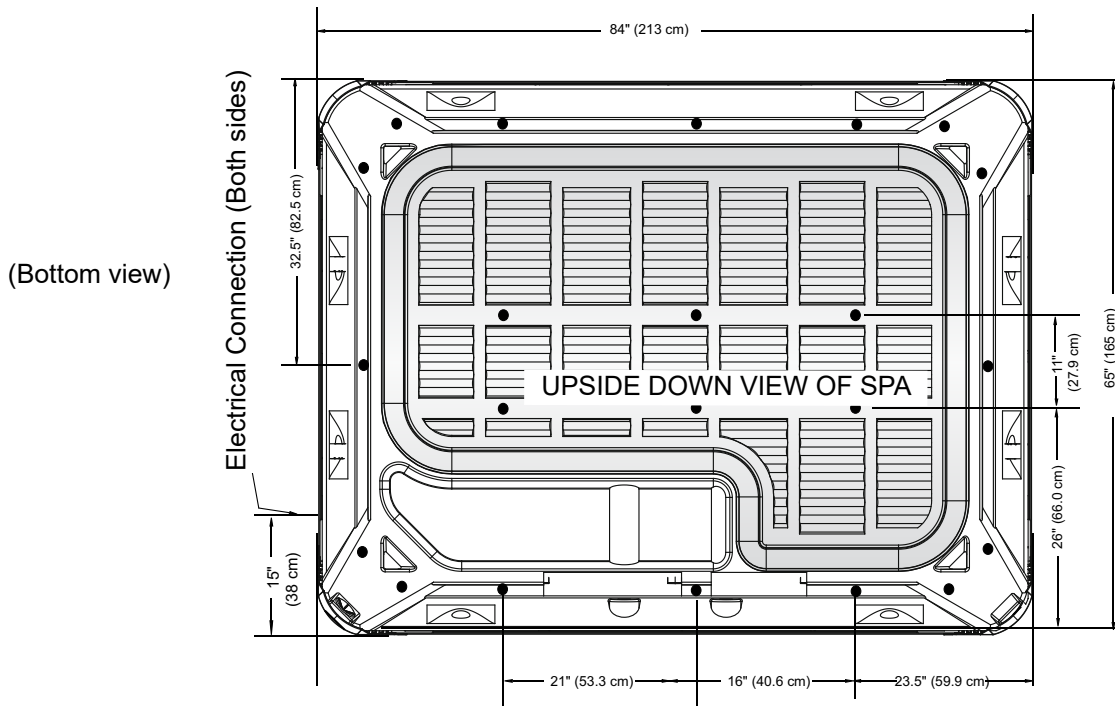 84" (213 cm)
Electrical Connection (Both sides)
32.5" (82.5 cm)
(Bottom view)
11"
(27.9 cm)
65" (165 cm)
UPSIDE DOWN VIEW OF SPA
26" (66.0 cm)
15"
(38 cm)
21" (53.3 cm)
16" (40.6 cm)
23.5" (59.9 cm)